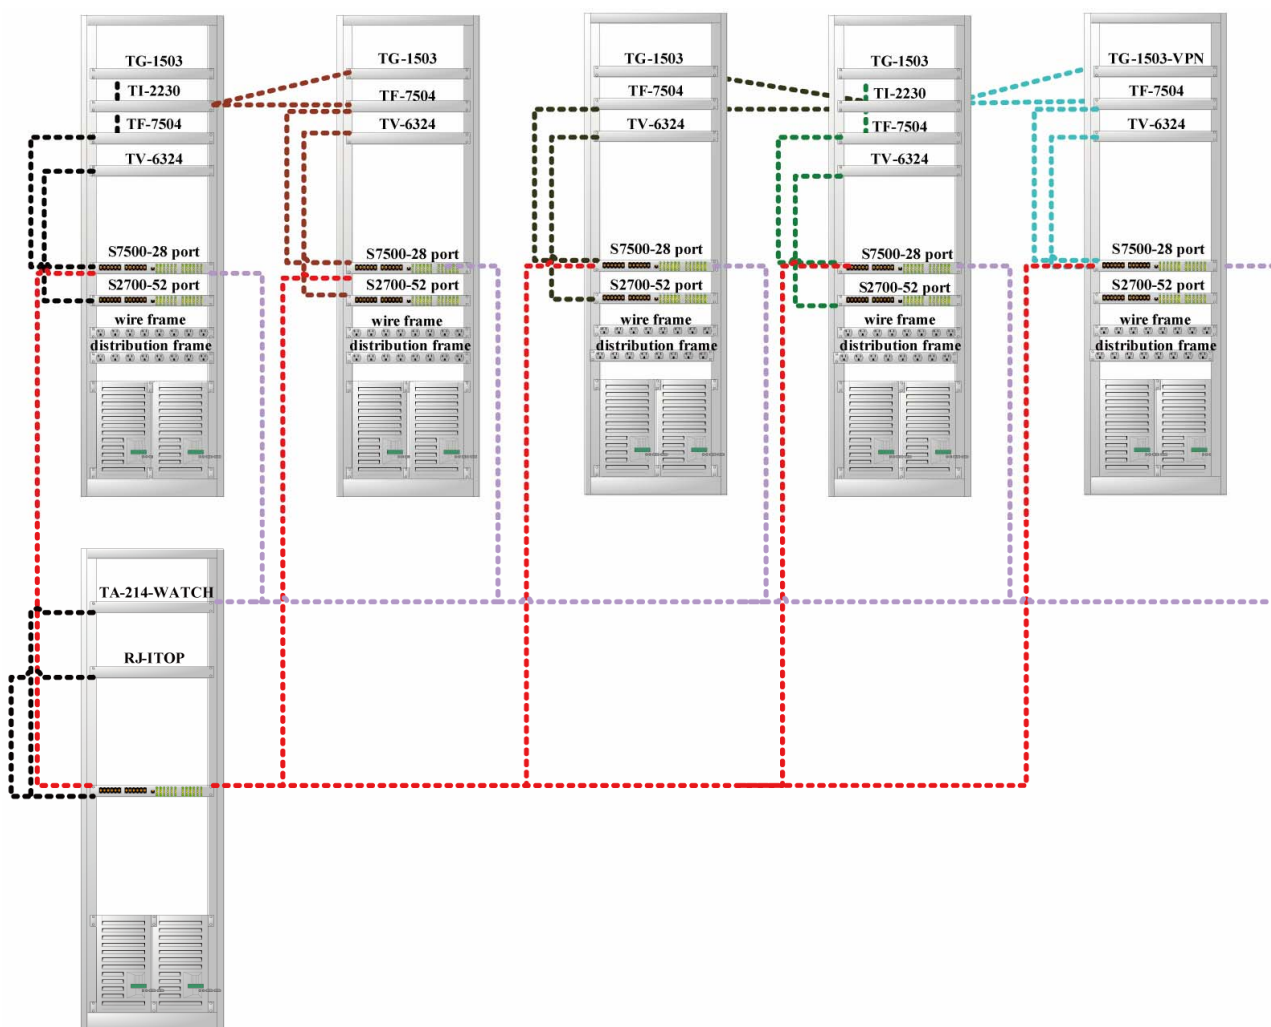 TG-1503
TI-2230
TF-7504
TV-6324
S7500-28 port
S2700-52 port
wire frame
distribution frame
TG-1503
TF-7504
TV-6324
S7500-28 port
S2700-52 port
wire frame
distribution frame
TG-1503
TF-7504
TV-6324
S7500-28 port
S2700-52 port
wire frame
distribution frame
TG-1503
TI-2230
TF-7504
TV-6324
S7500-28 port
S2700-52 port
wire frame
distribution frame
TG-1503-VPN
TF-7504
TV-6324
S7500-28 port
S2700-52 port
wire frame
distribution frame
TA-214-WATCH
RJ-ITOP